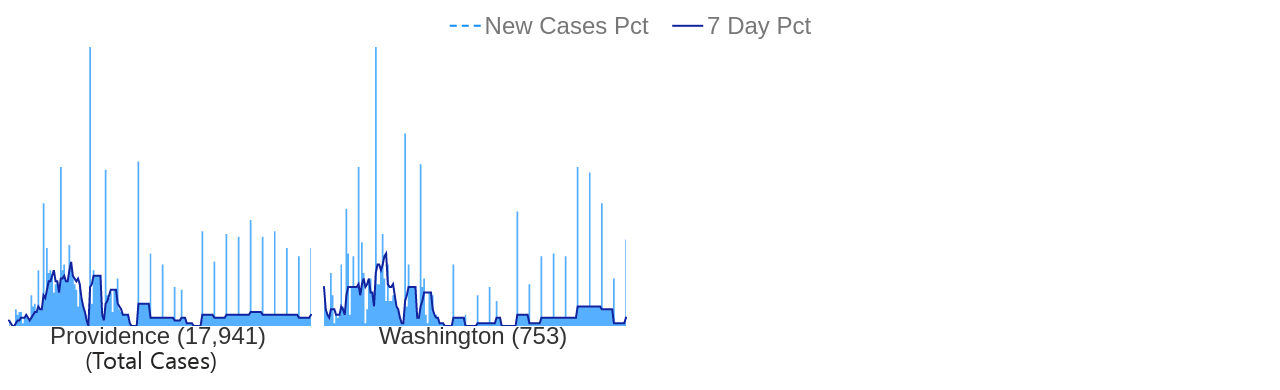 New Cases Pct 7 Day Pct
Providence (17,941) Washington (753)
(Total Cases)